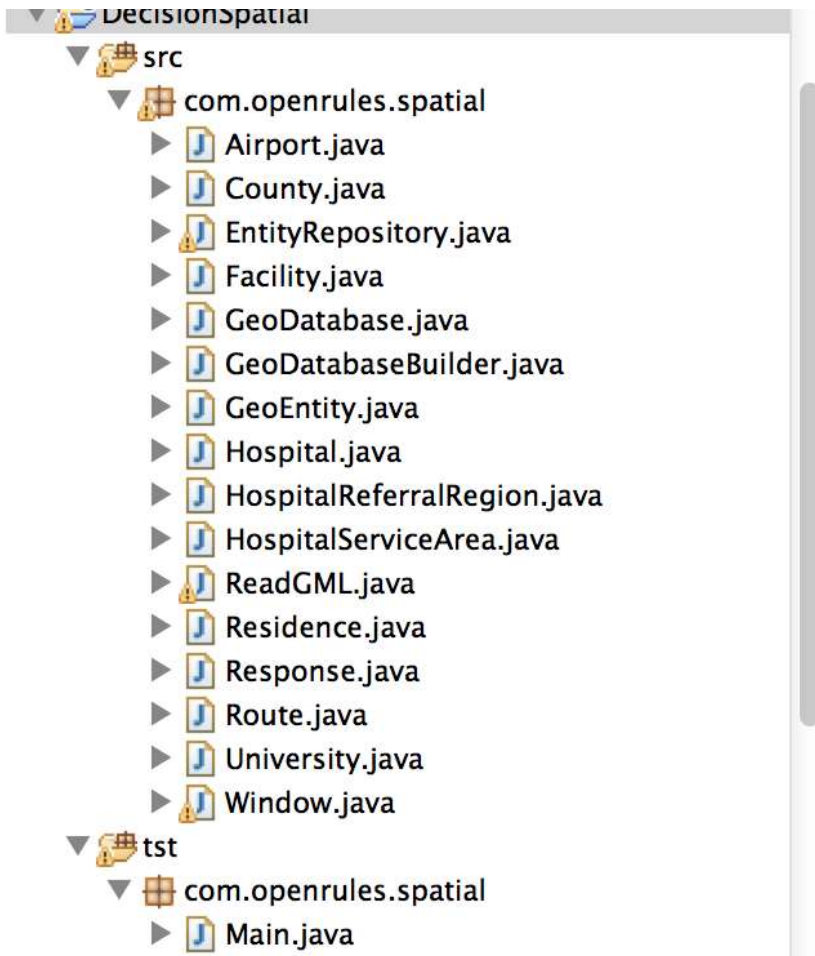 DecisionSpatial
src
com.openrules.spatial
Airport.java
County.java
EntityRepository.java
Facility.java
GeoDatabase.java
GeoDatabaseBuilder.java
GeoEntity.java
Hospital.java
HospitalReferralRegion.java
HospitalServiceArea.java
ReadGML.java
Residence.java
Response.java
Route.java
University.java
Window.java
tst
com.openrules.spatial
Main.java